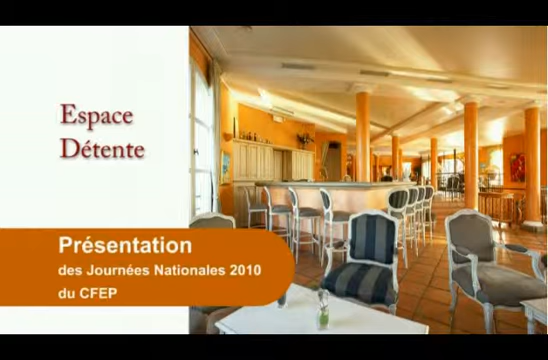 Espace
Détente
Présentation
des Journées Nationales 2010
du CFEP